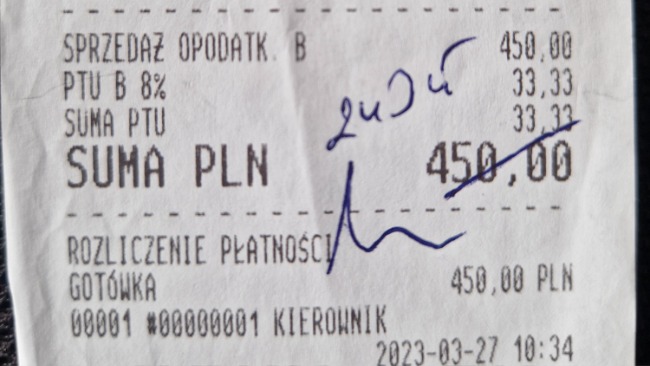 SPRZEDAŻ OPODATK. B 450,00
PTU B 8% 33,33
SUMA PTU 33,33
SUMA PLN 450,00
ROZLICZENIE PŁATNOŚCI
GOTÓWKA 450,00 PLN
00001 #00000001 KIEROWNIK
2023-03-27 10:34